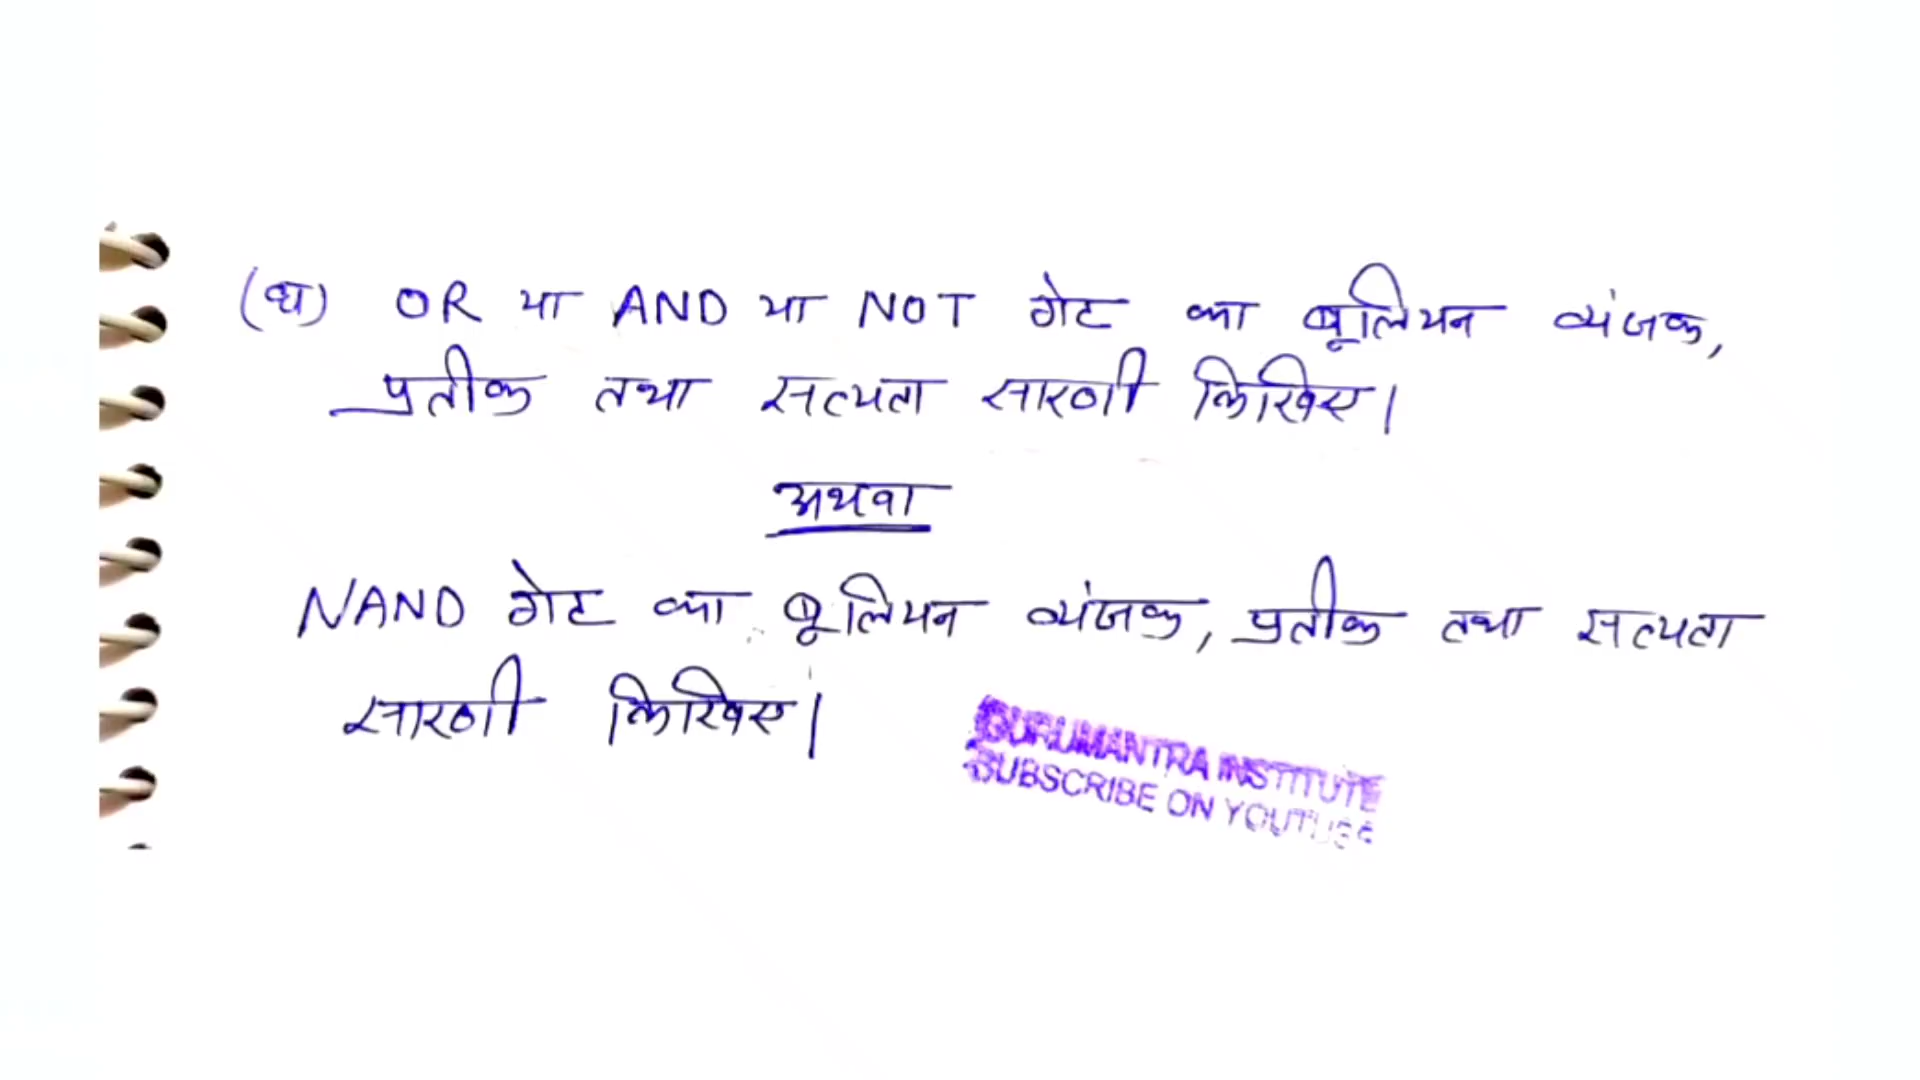 (घ) OR या AND या NOT गेट का बूलियन व्यंजक,
प्रतीक तथा सत्यता सारणी लिखिए।
अथवा
NAND गेट का बूलियन व्यंजक, प्रतीक तथा सत्यता
सारणी लिखिए।
GURUMANTRA INSTITUTE
SUBSCRIBE ON YOUTUBE